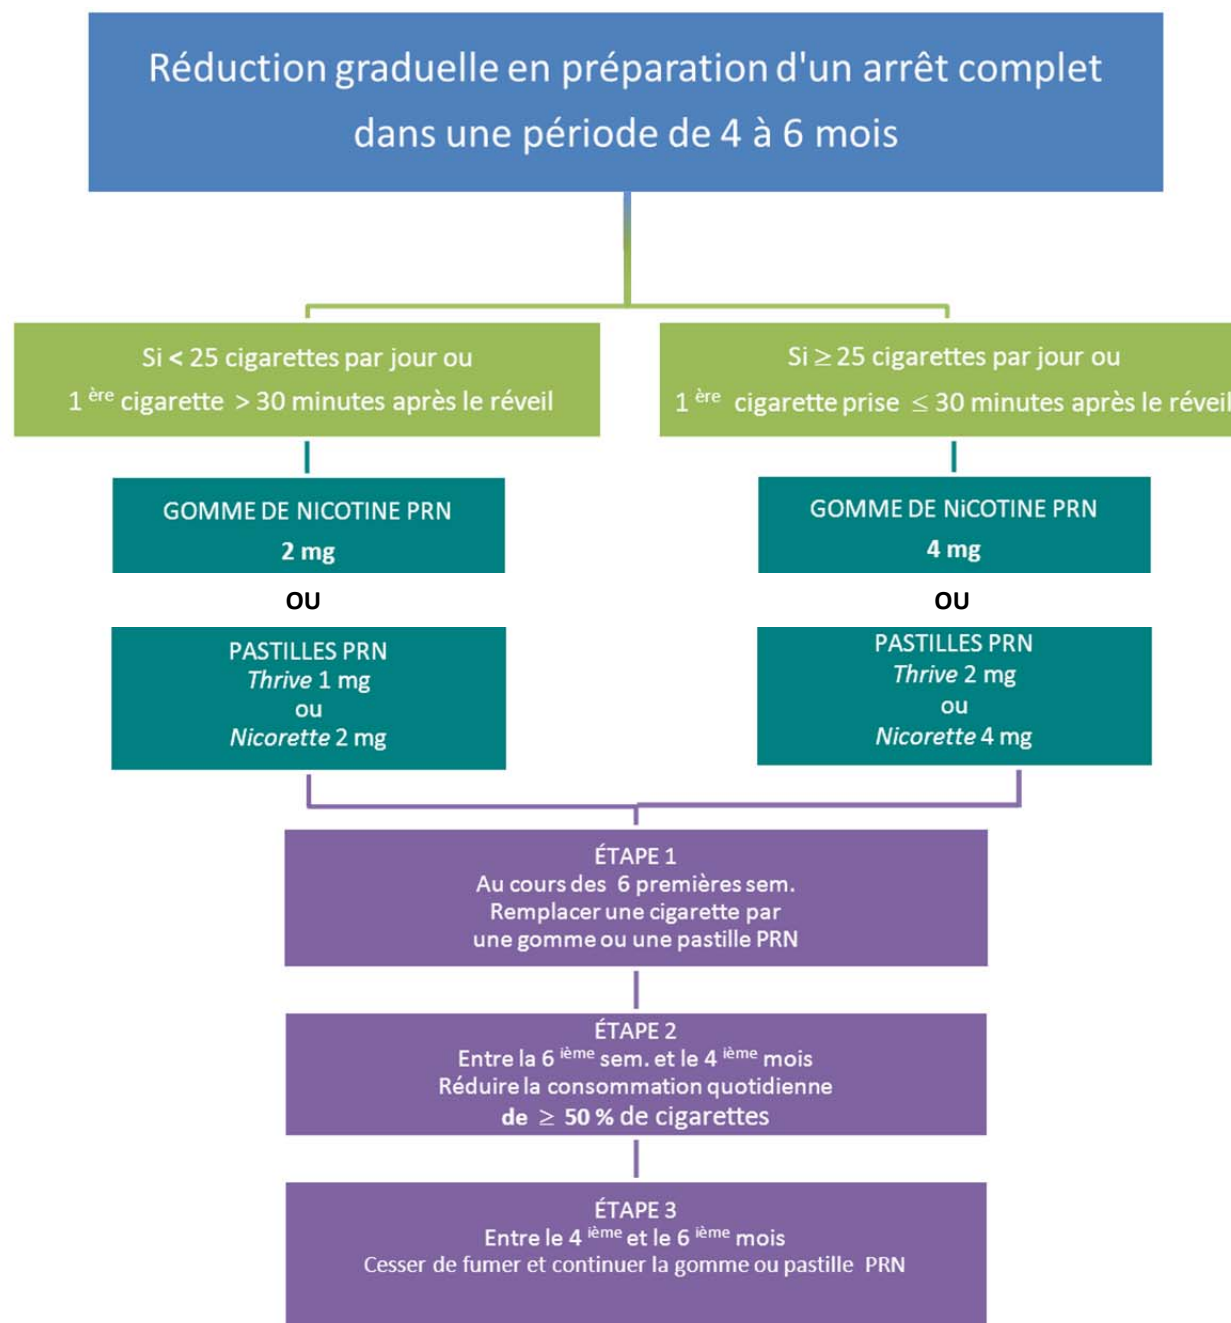 Réduction graduelle en préparation d'un arrêt complet
dans une période de 4 à 6 mois
Si < 25 cigarettes par jour ou
1 ère cigarette > 30 minutes après le réveil
Si ≥ 25 cigarettes par jour ou
1 ère cigarette prise ≤ 30 minutes après le réveil
GOMME DE NICOTINE PRN
2 mg
OU
PASTILLES PRN
Thrive 1 mg
ou
Nicorette 2 mg
GOMME DE NiCOTINE PRN
4 mg
OU
PASTILLES PRN
Thrive 2 mg
ou
Nicorette 4 mg
ÉTAPE 1
Au cours des 6 premières sem.
Remplacer une cigarette par
une gomme ou une pastille PRN
ÉTAPE 2
Entre la 6 ième sem. et le 4 ième mois
Réduire la consommation quotidienne
de ≥ 50 % de cigarettes
ÉTAPE 3
Entre le 4 ième et le 6 ième mois
Cesser de fumer et continuer la gomme ou pastille PRN